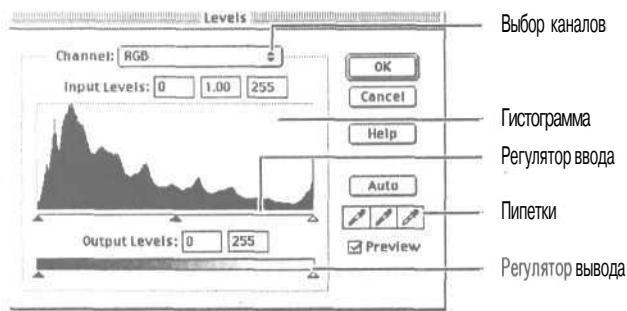 Levels
Выбор каналов
Channel: RGB
OK
Input Levels: 0 1.00 255
Cancel
Гистограмма
Help
Регулятор ввода
Auto
Пипетки
Output Levels: 0 255
Preview
Регулятор вывода